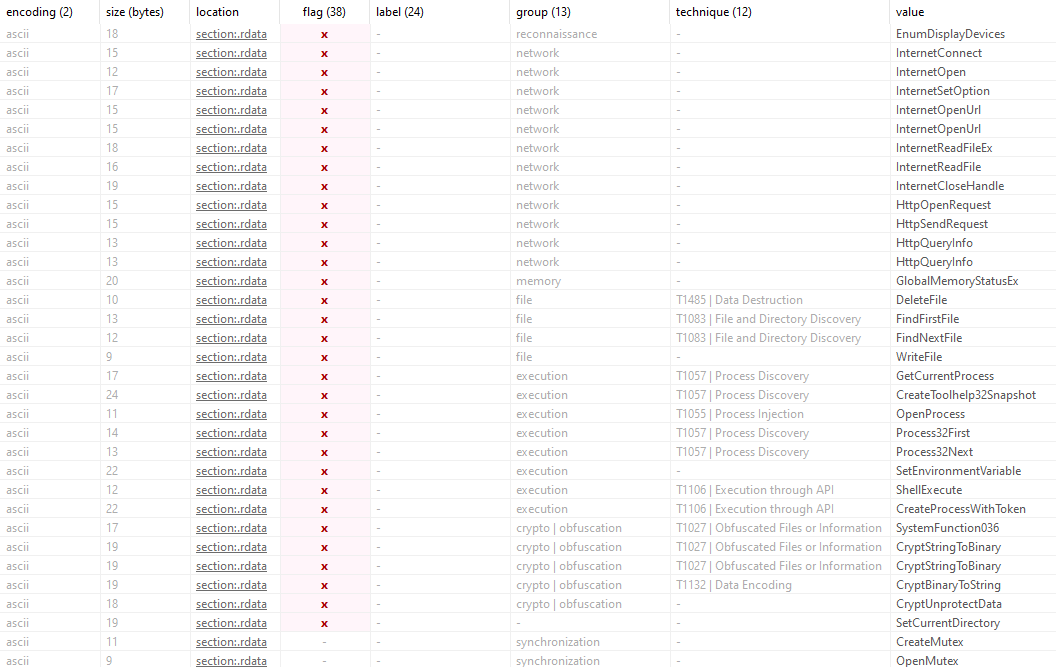 encoding (2) size (bytes) location flag (38) label (24) group (13) technique (12) value
ascii 18 section:.rdata x - reconnaissance - EnumDisplayDevices
ascii 15 section:.rdata x - network - InternetConnect
ascii 12 section:.rdata x - network - InternetOpen
ascii 17 section:.rdata x - network - InternetSetOption
ascii 15 section:.rdata x - network - InternetOpenUrl
ascii 15 section:.rdata x - network - InternetOpenUrl
ascii 18 section:.rdata x - network - InternetReadFileEx
ascii 16 section:.rdata x - network - InternetReadFile
ascii 19 section:.rdata x - network - InternetCloseHandle
ascii 15 section:.rdata x - network - HttpOpenRequest
ascii 15 section:.rdata x - network - HttpSendRequest
ascii 13 section:.rdata x - network - HttpQueryInfo
ascii 13 section:.rdata x - network - HttpQueryInfo
ascii 20 section:.rdata x - memory - GlobalMemoryStatusEx
ascii 10 section:.rdata x - file T1485 | Data Destruction DeleteFile
ascii 13 section:.rdata x - file T1083 | File and Directory Discovery FindFirstFile
ascii 12 section:.rdata x - file T1083 | File and Directory Discovery FindNextFile
ascii 9 section:.rdata x - file - WriteFile
ascii 17 section:.rdata x - execution T1057 | Process Discovery GetCurrentProcess
ascii 24 section:.rdata x - execution T1057 | Process Discovery CreateToolhelp32Snapshot
ascii 11 section:.rdata x - execution T1055 | Process Injection OpenProcess
ascii 14 section:.rdata x - execution T1057 | Process Discovery Process32First
ascii 13 section:.rdata x - execution T1057 | Process Discovery Process32Next
ascii 22 section:.rdata x - execution - SetEnvironmentVariable
ascii 12 section:.rdata x - execution T1106 | Execution through API ShellExecute
ascii 22 section:.rdata x - execution T1106 | Execution through API CreateProcessWithToken
ascii 17 section:.rdata x - crypto | obfuscation T1027 | Obfuscated Files or Information SystemFunction036
ascii 19 section:.rdata x - crypto | obfuscation T1027 | Obfuscated Files or Information CryptStringToBinary
ascii 19 section:.rdata x - crypto | obfuscation T1027 | Obfuscated Files or Information CryptStringToBinary
ascii 19 section:.rdata x - crypto | obfuscation T1132 | Data Encoding CryptBinaryToString
ascii 18 section:.rdata x - crypto | obfuscation - CryptUnprotectData
ascii 19 section:.rdata x - - - SetCurrentDirectory
ascii 11 section:.rdata - - synchronization - CreateMutex
ascii 9 section:.rdata - - synchronization - OpenMutex